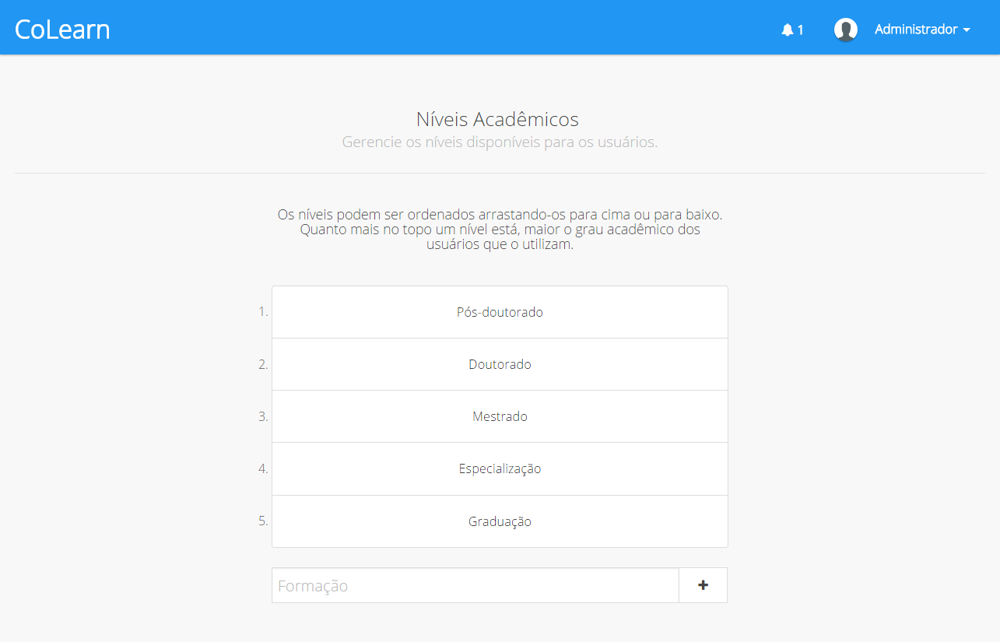 CoLearn
1
Administrador
Níveis Acadêmicos
Gerencie os níveis disponíveis para os usuários.
Os níveis podem ser ordenados arrastando-os para cima ou para baixo.
Quanto mais no topo um nível está, maior o grau acadêmico dos
usuários que o utilizam.
1. Pós-doutorado
2. Doutorado
3. Mestrado
4. Especialização
5. Graduação
Formação